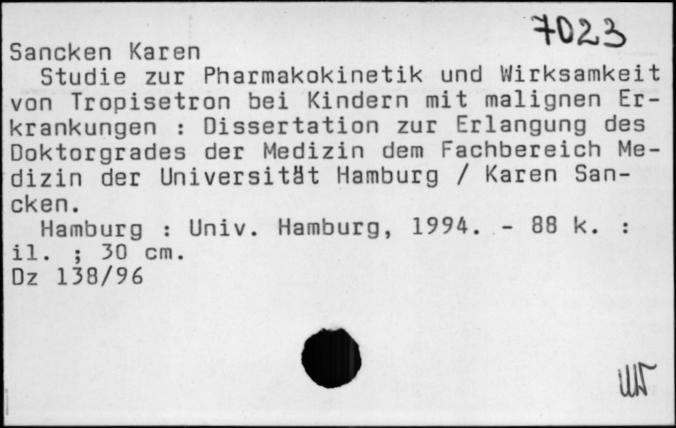 7023
Sancken Karen
Studie zur Pharmakokinetik und Wirksamkeit
von Tropisetron bei Kindern mit malignen Er-
krankungen : Dissertation zur Erlangung des
Doktorgrades der Medizin dem Fachbereich Me-
dizin der Universität Hamburg / Karen San-
cken.
Hamburg : Univ. Hamburg, 1994. - 88 k. :
il. ; 30 cm.
Dz 138/96